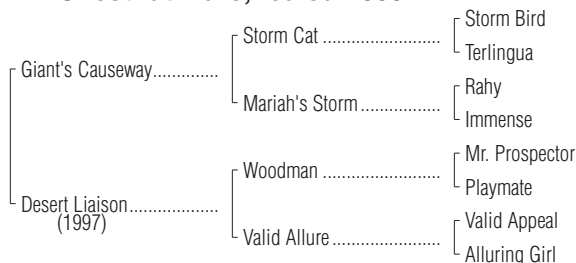 Storm Bird
Storm Cat..........................
Terlingua
Giant's Causeway..............
Rahy
Mariah's Storm..................
Immense
Mr. Prospector
Woodman..........................
Playmate
Desert Liaison...................
(1997)
Valid Appeal
Valid Allure........................
Alluring Girl